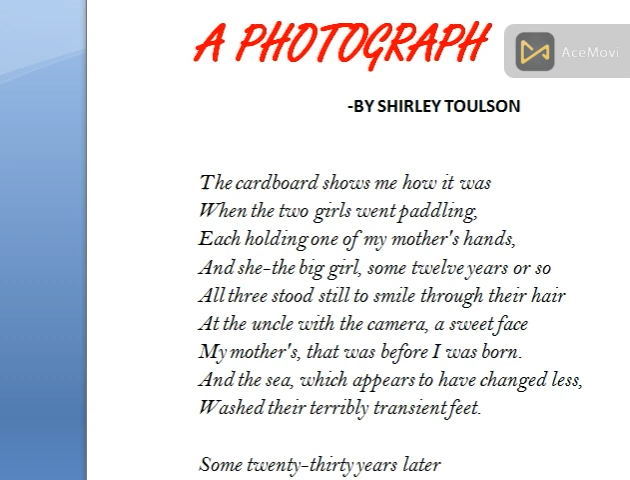 A PHOTOGRAPH
AceMovi
-BY SHIRLEY TOULSON
The cardboard shows me how it was
When the two girls went paddling,
Each holding one of my mother's hands,
And she-the big girl, some twelve years or so
All three stood still to smile through their hair
At the uncle with the camera, a sweet face
My mother's, that was before I was born.
And the sea, which appears to have changed less,
Washed their terribly transient feet.
Some twenty-thirty years later